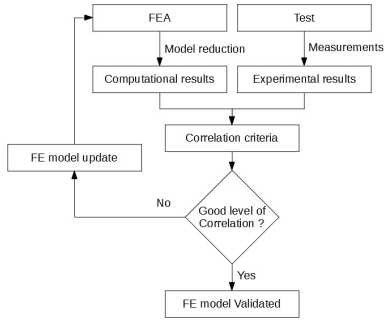 FEA
Test
Model reduction
Measurements
Computational results
Experimental results
Correlation criteria
FE model update
No
Good level of
Correlation ?
Yes
FE model Validated